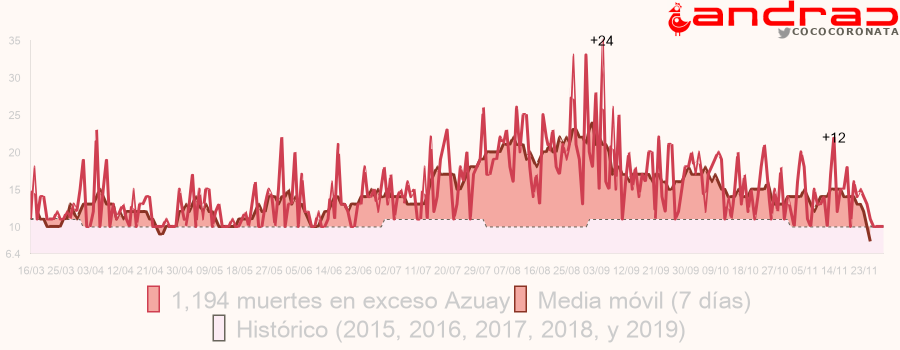 andrac
COCOCORONATA
35
+24
30
25
20
+12
15
10
6.4
16/03 25/03 03/04 12/04 21/04 30/04 09/05 18/05 27/05 05/06 14/06 23/06 02/07 11/07 20/07 29/07 07/08 16/08 25/08 03/09 12/09 21/09 30/09 09/10 18/10 27/10 05/11 14/11 23/11
1,194 muertes en exceso Azuay Media móvil (7 días)
Histórico (2015, 2016, 2017, 2018, y 2019)